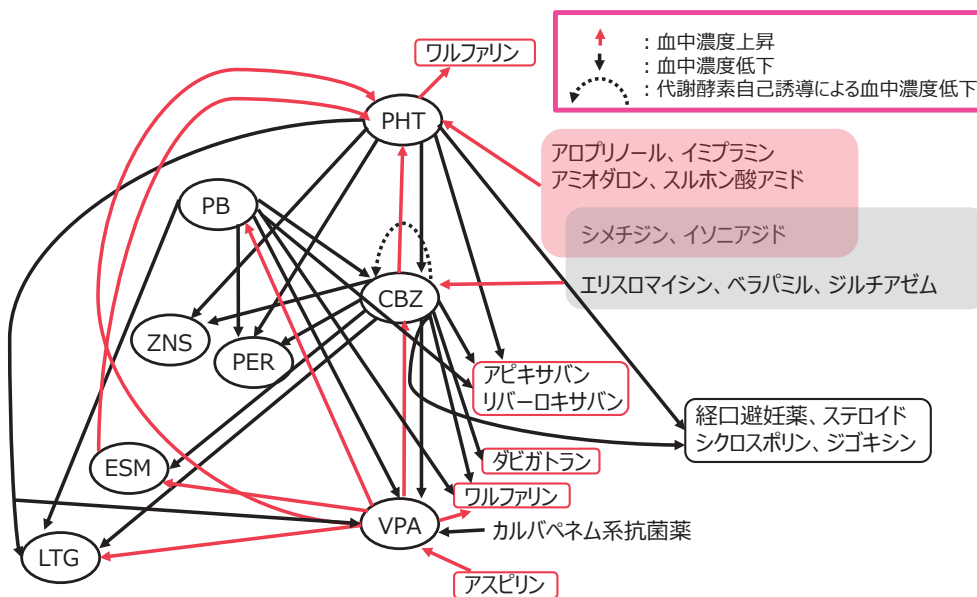 ワルファリン
：血中濃度上昇
：血中濃度低下
：代謝酵素自己誘導による血中濃度低下
PHT
アロプリノール、イミプラミン
アミオダロン、スルホン酸アミド
PB
シメチジン、イソニアジド
エリスロマイシン、ベラパミル、ジルチアゼム
CBZ
ZNS
PER
アピキサバン
リバーロキサバン
経口避妊薬、ステロイド
シクロスポリン、ジゴキシン
ESM
ダビガトラン
ワルファリン
VPA
カルバペネム系抗菌薬
LTG
アスピリン